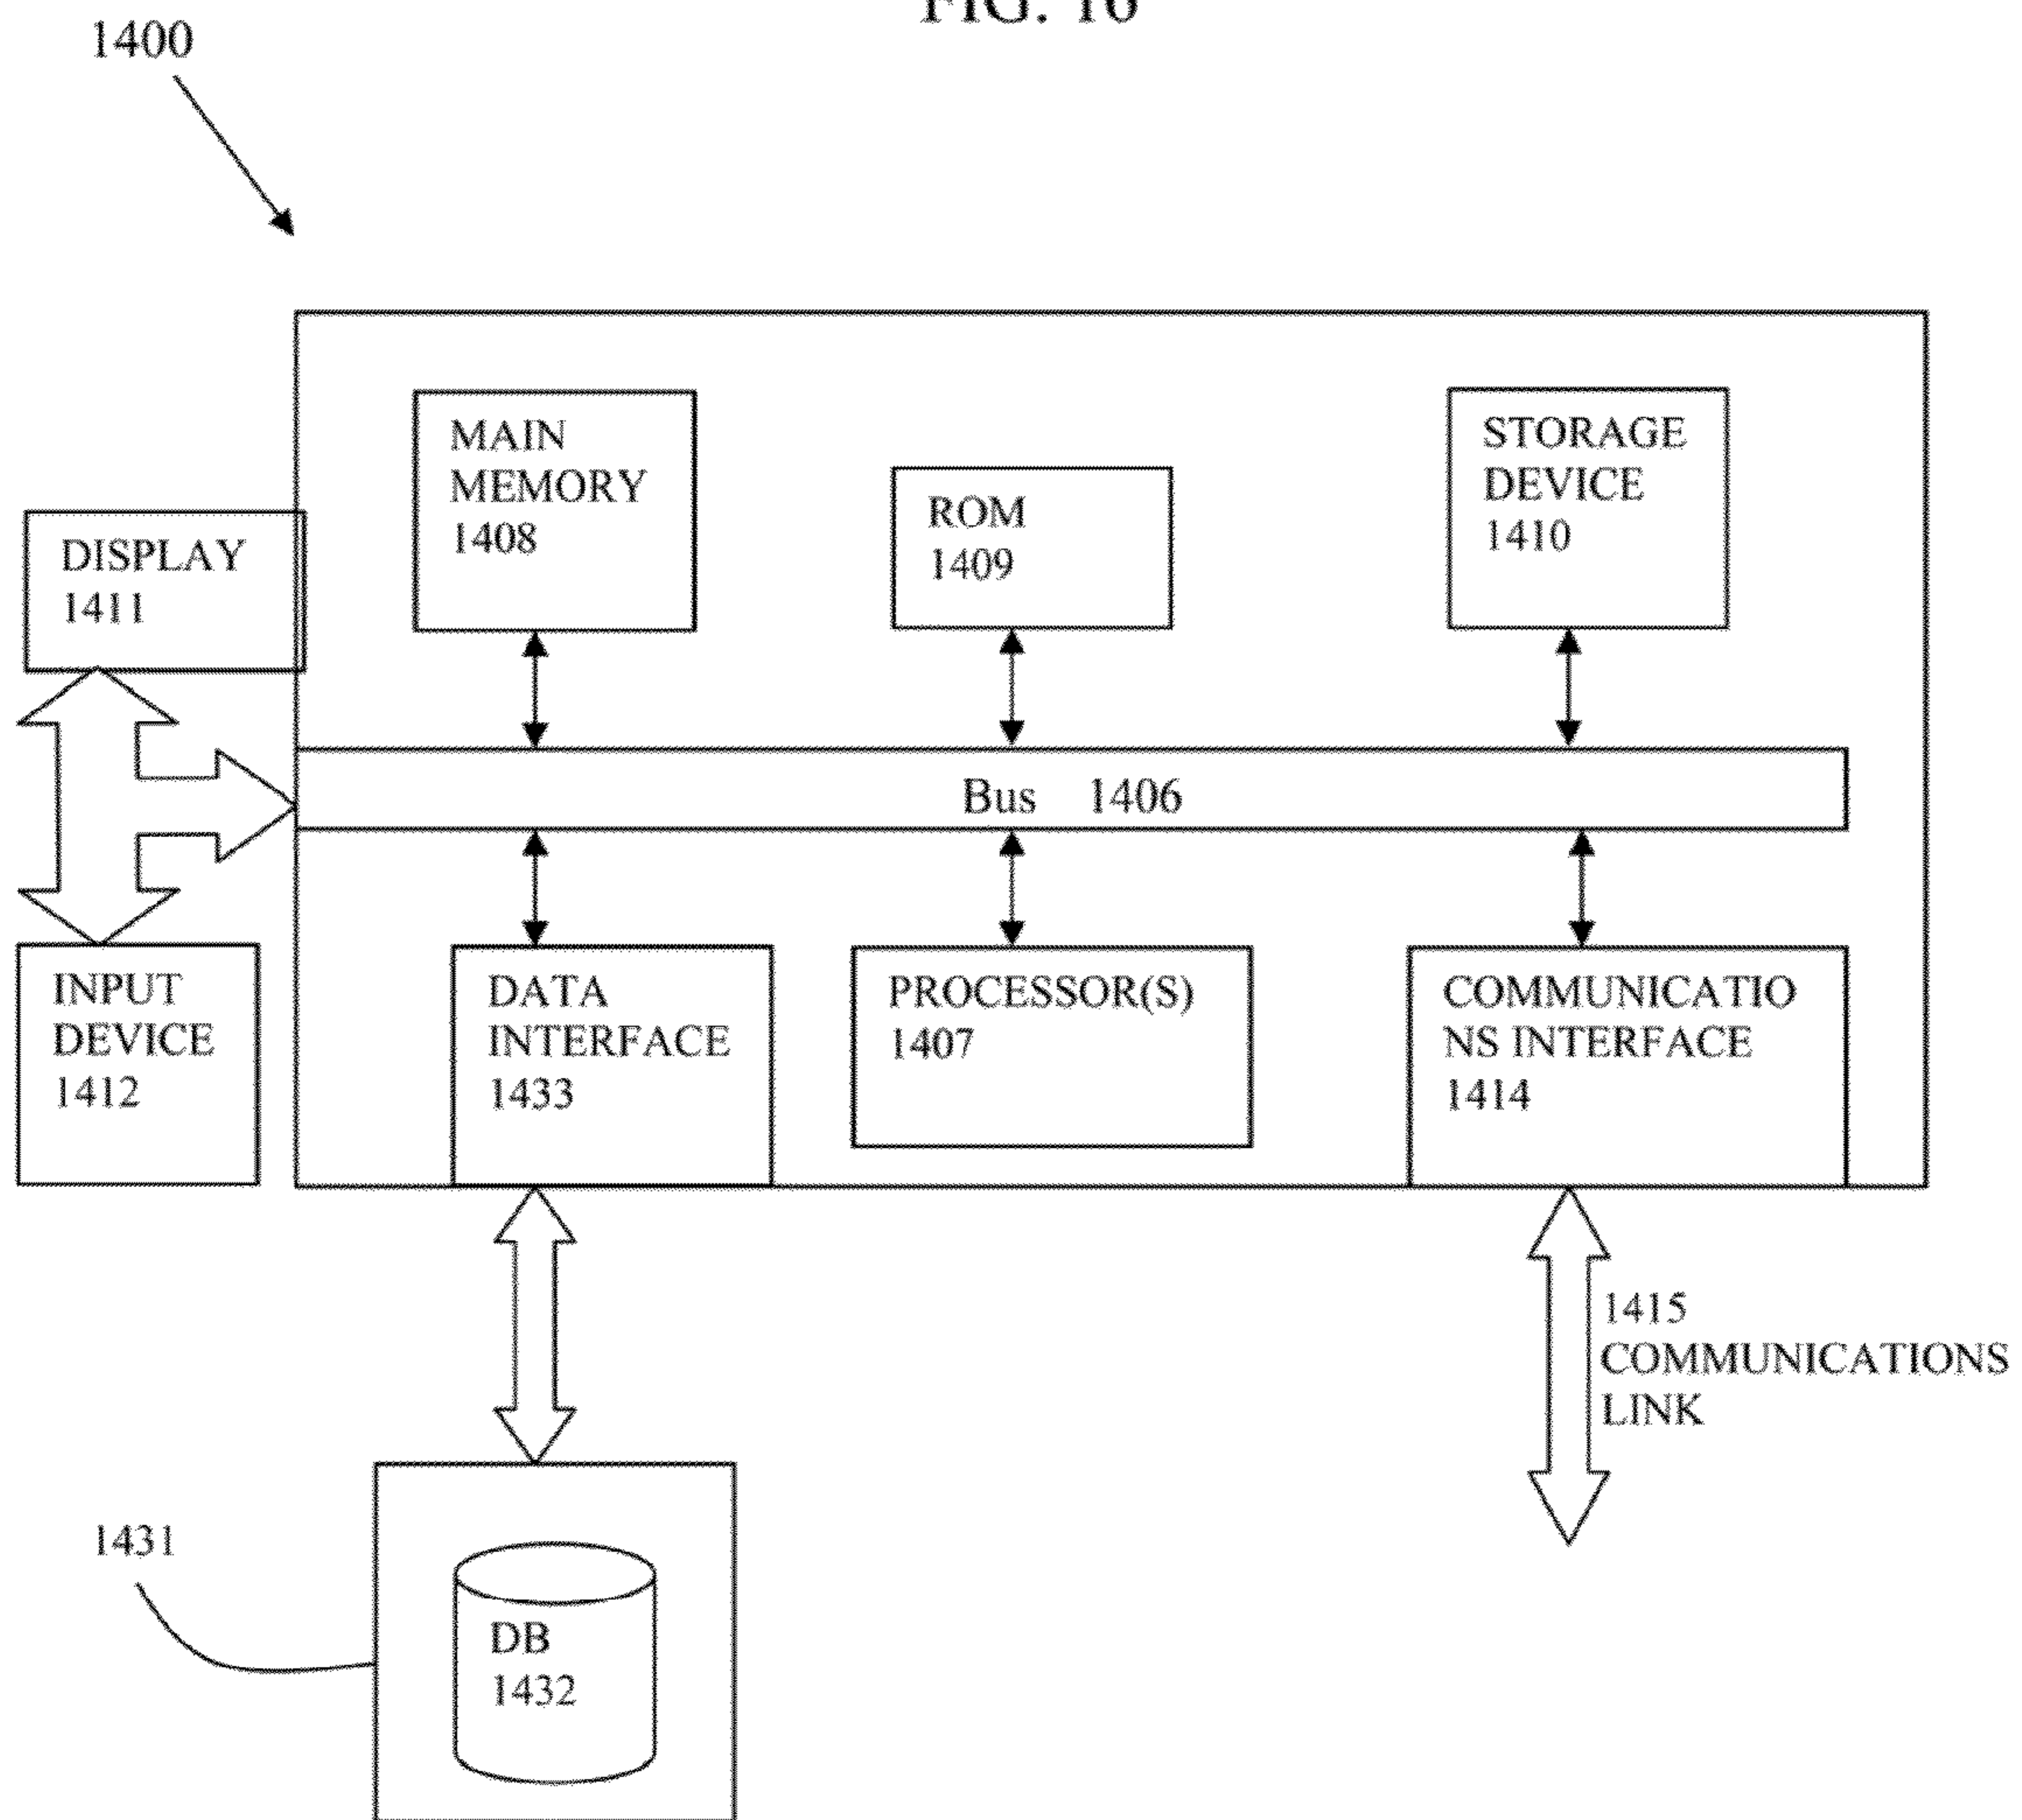 FIG. 16
1400
MAIN
MEMORY
1408
ROM
1409
STORAGE
DEVICE
1410
DISPLAY
1411
Bus 1406
INPUT
DEVICE
1412
DATA
INTERFACE
1433
PROCESSOR(S)
1407
COMMUNICATIO
NS INTERFACE
1414
1415
COMMUNICATIONS
LINK
1431
DB
1432